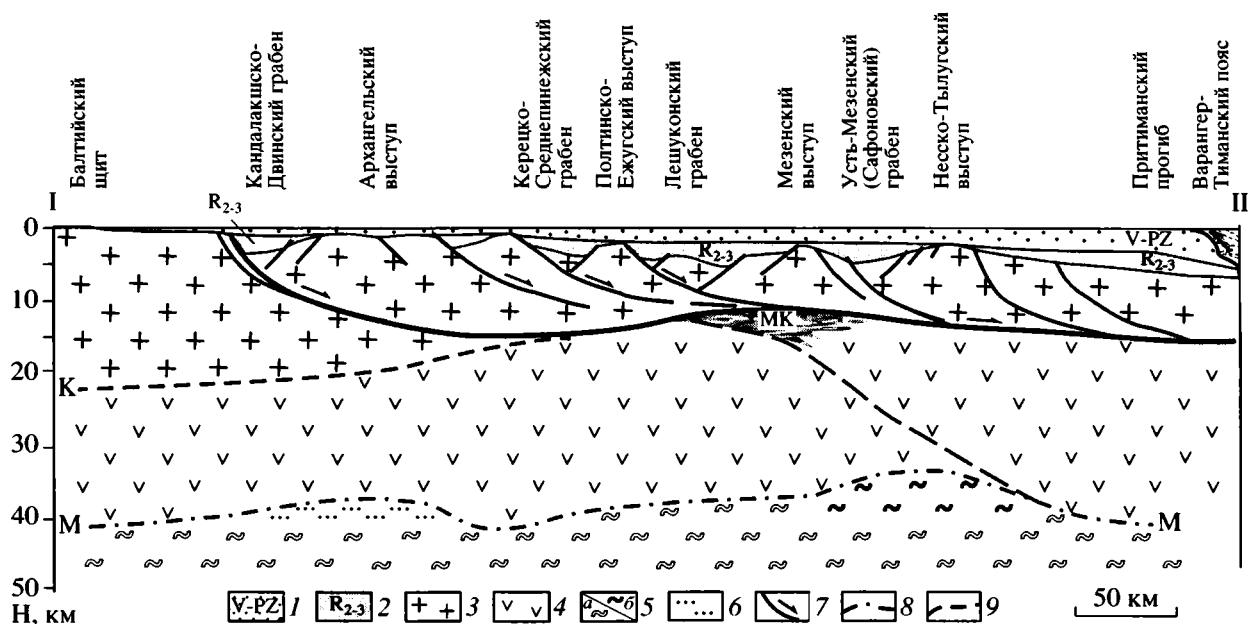 Балтийский
щит
Кандалакшско-
Двинский грабен
Архангельский
выступ
Керецко-
Среднепинежский
грабен
Полтинско-
Ежугский выступ
Лешуконский
грабен
Мезенский
выступ
Усть-Мезенский
(Сафоновский)
грабен
Несско-Тылугский
выступ
Притиманский
прогиб
Варангер-
Тиманский пояс
I
II
R2-3
0
10
20
30
40
50
Н, км
R2-3
V-PZ
R2-3
МК
К
М
М
V-PZ 1
R2-3 2
3
4
а б 5
6
7
8
9
50 км